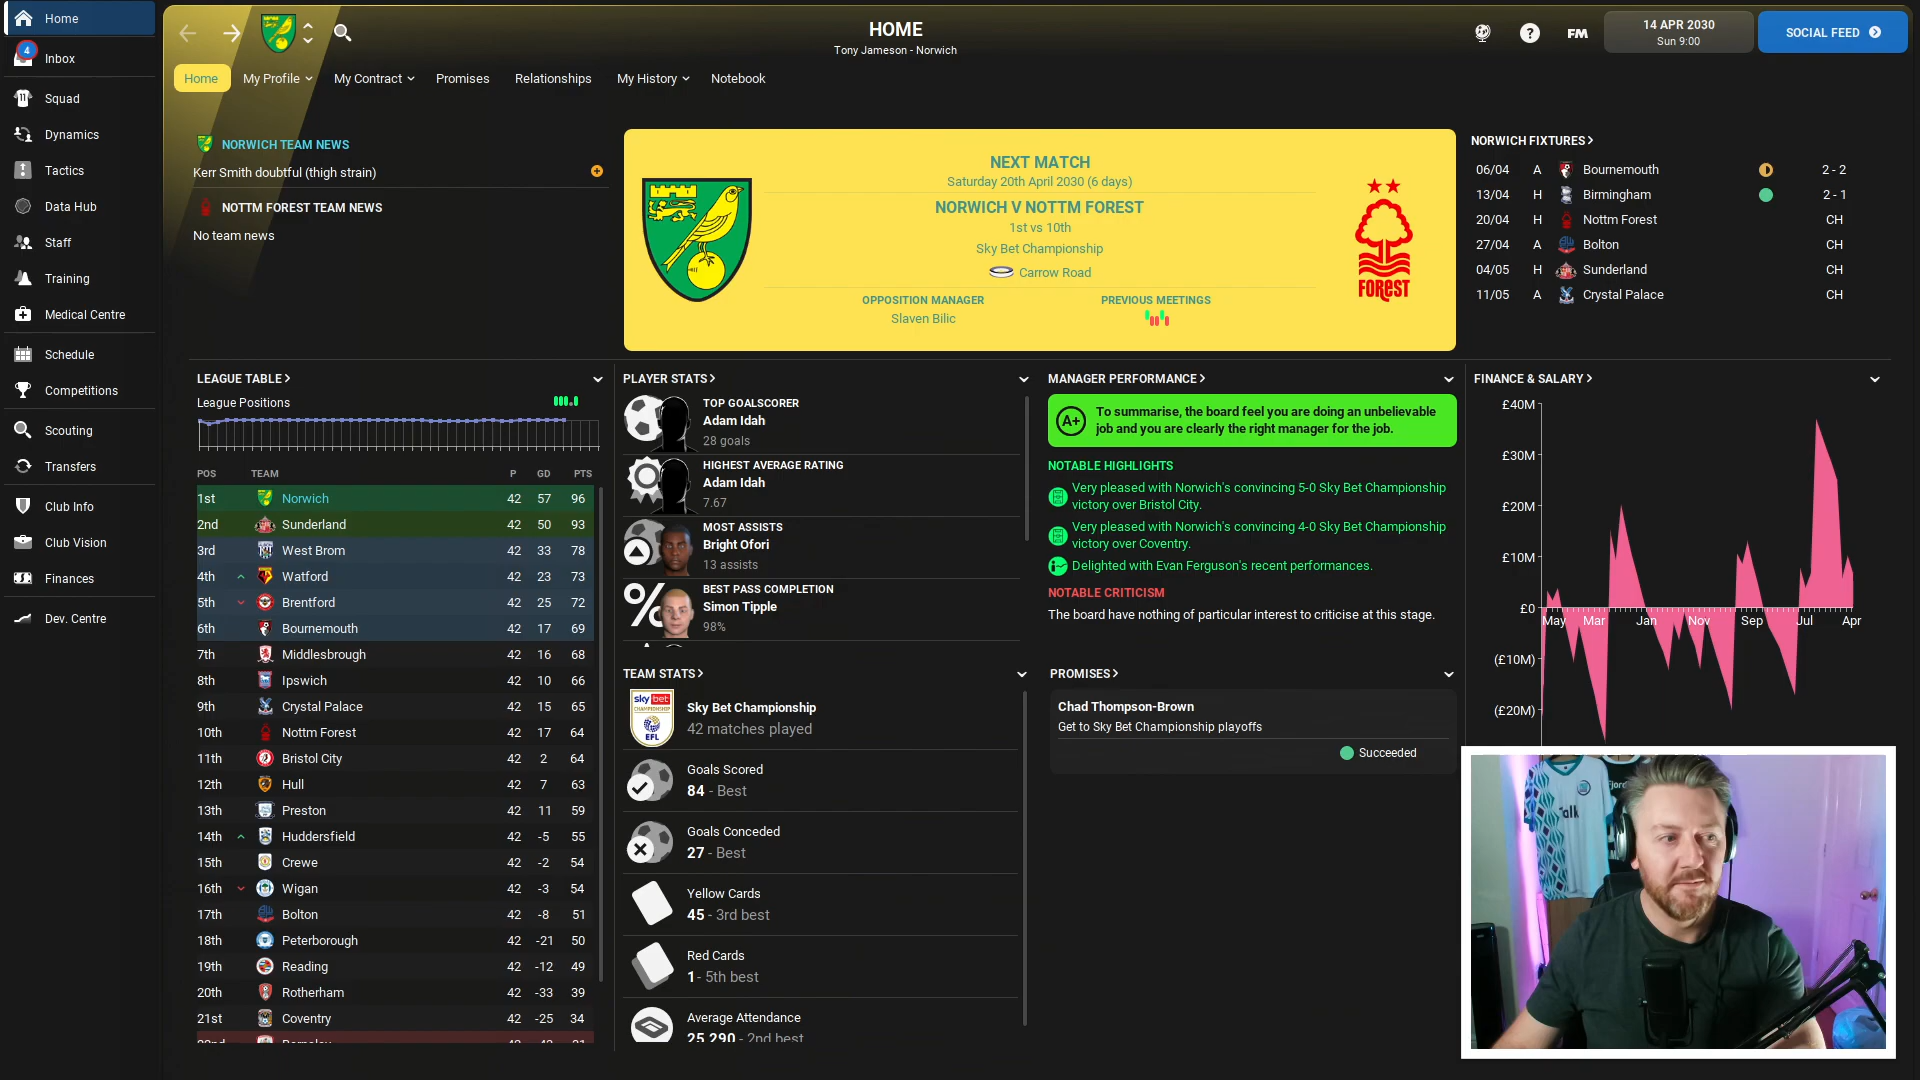 Home
4
Inbox
Squad
Dynamics
Tactics
Data Hub
Staff
Training
Medical Centre
Schedule
Competitions
Scouting
Transfers
Club Info
Club Vision
Finances
Dev. Centre
HOME
Tony Jameson - Norwich
?
FM
14 APR 2030
Sun 9:00
SOCIAL FEED
Home
My Profile
My Contract
Promises
Relationships
My History
Notebook
NORWICH TEAM NEWS
Kerr Smith doubtful (thigh strain)
NOTTM FOREST TEAM NEWS
No team news
NEXT MATCH
Saturday 20th April 2030 (6 days)
NORWICH V NOTTM FOREST
1st vs 10th
Sky Bet Championship
Carrow Road
OPPOSITION MANAGER
Slaven Bilic
PREVIOUS MEETINGS
FOREST
NORWICH FIXTURES
06/04 A Bournemouth 2 - 2
13/04 H Birmingham 2 - 1
20/04 H Nottm Forest CH
27/04 A Bolton CH
04/05 H Sunderland CH
11/05 A Crystal Palace CH
LEAGUE TABLE
League Positions
POS TEAM P GD PTS
1st Norwich 42 57 96
2nd Sunderland 42 50 93
3rd West Brom 42 33 78
4th Watford 42 23 73
5th Brentford 42 25 72
6th Bournemouth 42 17 69
7th Middlesbrough 42 16 68
8th Ipswich 42 10 66
9th Crystal Palace 42 15 65
10th Nottm Forest 42 17 64
11th Bristol City 42 2 64
12th Hull 42 7 63
13th Preston 42 11 59
14th Huddersfield 42 -5 55
15th Crewe 42 -2 54
16th Wigan 42 -3 54
17th Bolton 42 -8 51
18th Peterborough 42 -21 50
19th Reading 42 -12 49
20th Rotherham 42 -33 39
21st Coventry 42 -25 34
PLAYER STATS
TOP GOALSCORER
Adam Idah
28 goals
HIGHEST AVERAGE RATING
Adam Idah
7.67
MOST ASSISTS
Bright Ofori
13 assists
%
BEST PASS COMPLETION
Simon Tipple
98%
TEAM STATS
sky bet
CHAMPIONSHIP
EFL
Sky Bet Championship
42 matches played
Goals Scored
84 - Best
Goals Conceded
27 - Best
Yellow Cards
45 - 3rd best
Red Cards
1 - 5th best
Average Attendance
25,290 - 2nd best
MANAGER PERFORMANCE
A+
To summarise, the board feel you are doing an unbelievable
job and you are clearly the right manager for the job.
NOTABLE HIGHLIGHTS
Very pleased with Norwich's convincing 5-0 Sky Bet Championship
victory over Bristol City.
Very pleased with Norwich's convincing 4-0 Sky Bet Championship
victory over Coventry.
Delighted with Evan Ferguson's recent performances.
NOTABLE CRITICISM
The board have nothing of particular interest to criticise at this stage.
PROMISES
Chad Thompson-Brown
Get to Sky Bet Championship playoffs
Succeeded
FINANCE & SALARY
£40M
£30M
£20M
£10M
£0
May Mar Jan Nov Sep Jul Apr
(£10M)
(£20M)